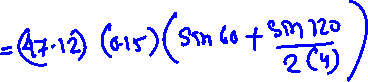 = (47.12) (0.15) (Sin 60 + Sin 120 / 2(4))